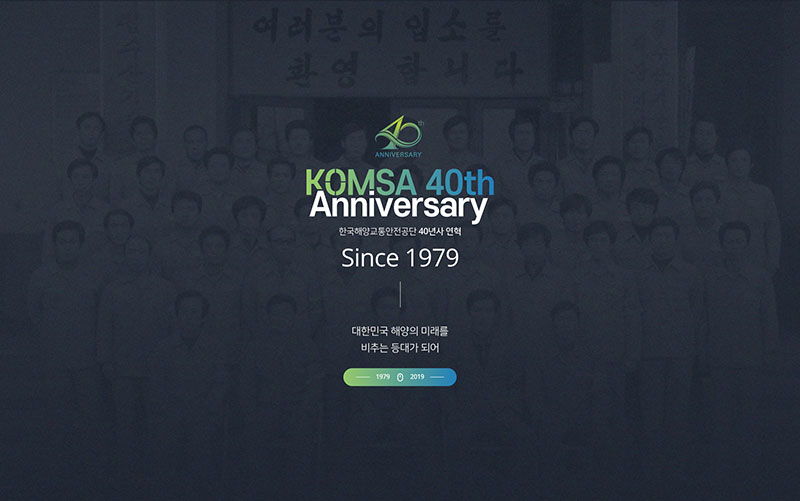 여러분의 입소를
환영 합니다
40th
ANNIVERSARY
KOMSA 40th
Anniversary
한국해양교통안전공단 40년사 연혁
Since 1979
대한민국 해양의 미래를
비추는 등대가 되어
1979 2019